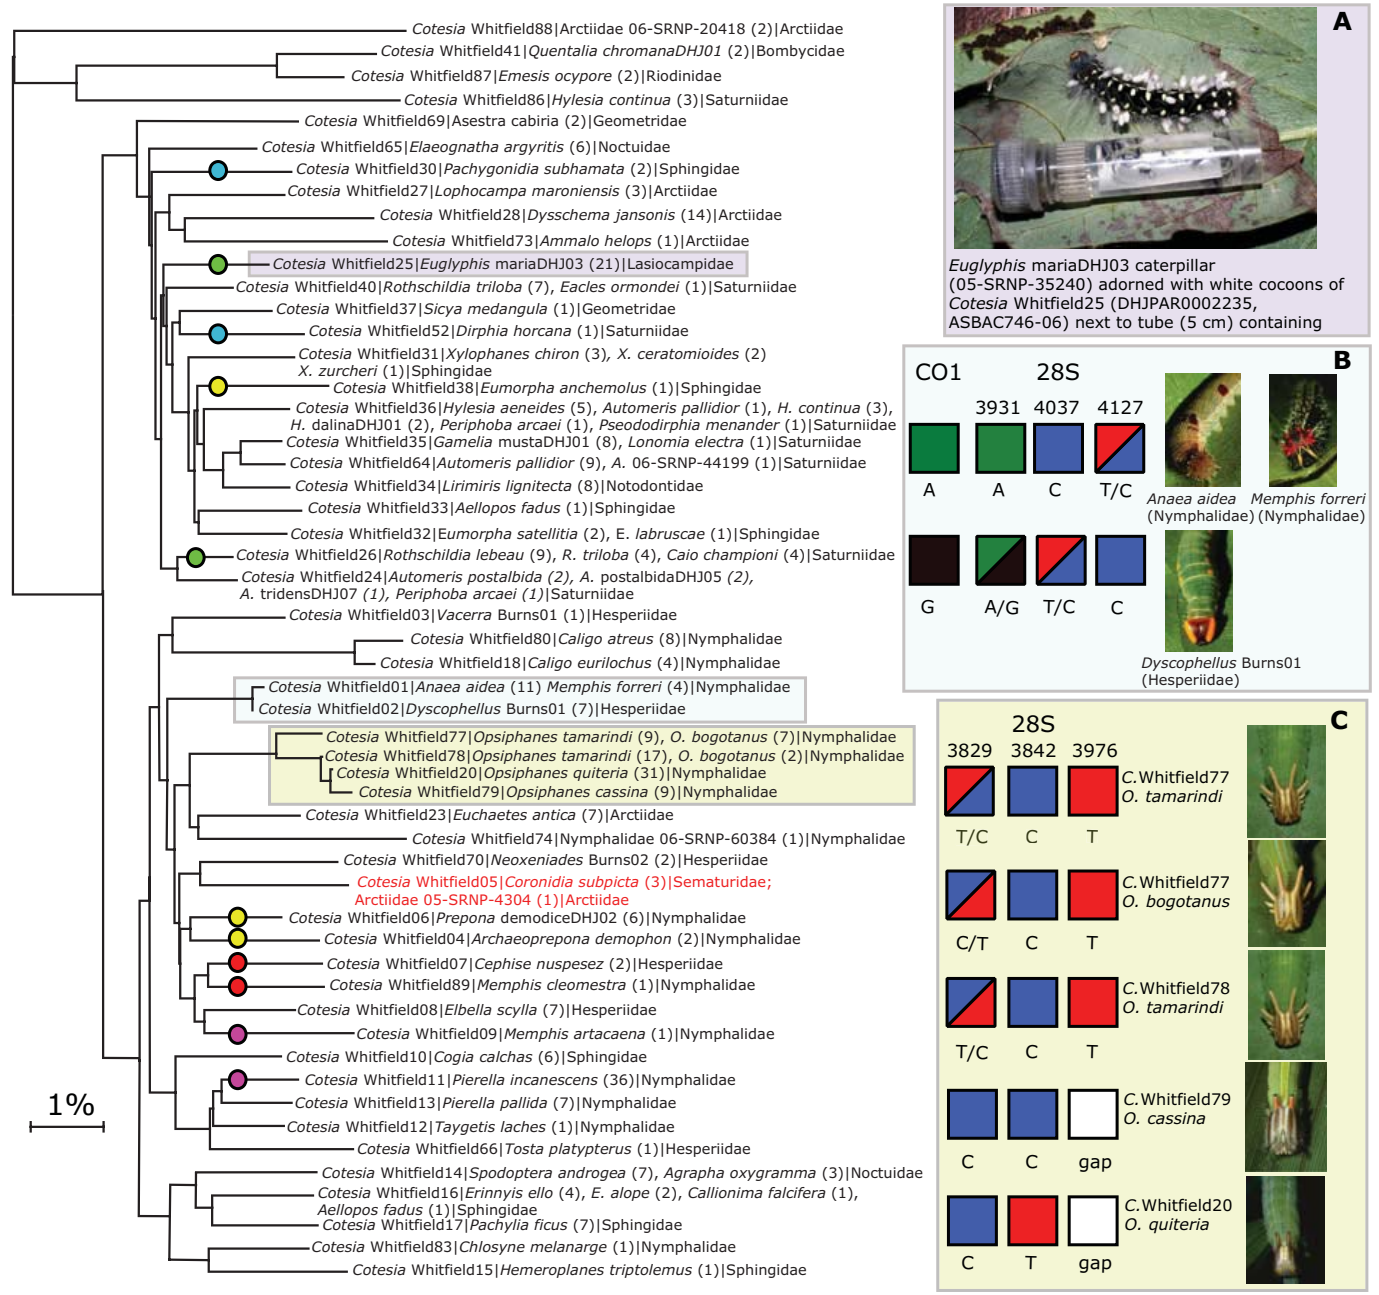 Cotesia Whitfield88|Arctiidae 06-SRNP-20418 (2)|Arctiidae
Cotesia Whitfield41|Quentalia chromanaDHJ01 (2)|Bombycidae
Cotesia Whitfield87|Emesis ocypore (2)|Riodinidae
Cotesia Whitfield86|Hylesia continua (3)|Saturniidae
Cotesia Whitfield69|Asestra cabiria (2)|Geometridae
Cotesia Whitfield65|Elaeognatha argyritis (6)|Noctuidae
Cotesia Whitfield30|Pachygonidia subhamata (2)|Sphingidae
Cotesia Whitfield27|Lophocampa maroniensis (3)|Arctiidae
Cotesia Whitfield28|Dysschema jansonis (14)|Arctiidae
Cotesia Whitfield73|Ammalo helops (1)|Arctiidae
Cotesia Whitfield25|Euglyphis mariaDHJ03 (21)|Lasiocampidae
Cotesia Whitfield40|Rothschildia triloba (7), Eacles ormondei (1)|Saturniidae
Cotesia Whitfield37|Sicya medangula (1)|Geometridae
Cotesia Whitfield52|Dirphia horcana (1)|Saturniidae
Cotesia Whitfield31|Xylophanes chiron (3), X. ceratomioides (2)
X. zurcheri (1)|Sphingidae
Cotesia Whitfield38|Eumorpha anchemolus (1)|Sphingidae
Cotesia Whitfield36|Hylesia aeneides (5), Automeris pallidior (1), H. continua (3),
H. dalinaDHJ01 (2), Periphoba arcaei (1), Pseudodirphia menander (1)|Saturniidae
Cotesia Whitfield35|Gamelia mustaDHJ01 (8), Lonomia electra (1)|Saturniidae
Cotesia Whitfield64|Automeris pallidior (9), A. 06-SRNP-44199 (1)|Saturniidae
Cotesia Whitfield34|Lirimiris lignitecta (8)|Notodontidae
Cotesia Whitfield33|Aellopos fadus (1)|Sphingidae
Cotesia Whitfield32|Eumorpha satellitia (2), E. labruscae (1)|Sphingidae
Cotesia Whitfield26|Rothschildia lebeau (9), R. triloba (4), Caio championi (4)|Saturniidae
Cotesia Whitfield24|Automeris postalbida (2), A. postalbidaDHJ05 (2),
A. tridensDHJ07 (1), Periphoba arcaei (1)|Saturniidae
Cotesia Whitfield03|Vacerra Burns01 (1)|Hesperiidae
Cotesia Whitfield80|Caligo atreus (8)|Nymphalidae
Cotesia Whitfield18|Caligo eurilochus (4)|Nymphalidae
Cotesia Whitfield01|Anaea aidea (11) Memphis forreri (4)|Nymphalidae
Cotesia Whitfield02|Dyscophellus Burns01 (7)|Hesperiidae
Cotesia Whitfield77|Opsiphanes tamarindi (9), O. bogotanus (7)|Nymphalidae
Cotesia Whitfield78|Opsiphanes tamarindi (17), O. bogotanus (2)|Nymphalidae
Cotesia Whitfield20|Opsiphanes quiteria (31)|Nymphalidae
Cotesia Whitfield79|Opsiphanes cassina (9)|Nymphalidae
Cotesia Whitfield23|Euchaetes antica (7)|Arctiidae
Cotesia Whitfield74|Nymphalidae 06-SRNP-60384 (1)|Nymphalidae
Cotesia Whitfield70|Neoxeniades Burns02 (2)|Hesperiidae
Cotesia Whitfield05|Coronidia subpicta (3)|Sematuridae;
Arctiidae 05-SRNP-4304 (1)|Arctiidae
Cotesia Whitfield06|Prepona demodiceDHJ02 (6)|Nymphalidae
Cotesia Whitfield04|Archaeoprepona demophon (2)|Nymphalidae
Cotesia Whitfield07|Cephise nuspesez (2)|Hesperiidae
Cotesia Whitfield89|Memphis cleomestra (1)|Nymphalidae
Cotesia Whitfield08|Elbella scylla (7)|Hesperiidae
Cotesia Whitfield09|Memphis artacaena (1)|Nymphalidae
Cotesia Whitfield10|Cogia calchas (6)|Sphingidae
Cotesia Whitfield11|Pierella incanescens (36)|Nymphalidae
Cotesia Whitfield13|Pierella pallida (7)|Nymphalidae
Cotesia Whitfield12|Taygetis laches (1)|Nymphalidae
Cotesia Whitfield66|Tosta platypterus (1)|Hesperiidae
Cotesia Whitfield14|Spodoptera androgea (7), Agrapha oxygramma (3)|Noctuidae
Cotesia Whitfield16|Erinnyis ello (4), E. alope (2), Callionima falcifera (1),
Aellopos fadus (1)|Sphingidae
Cotesia Whitfield17|Pachylia ficus (7)|Sphingidae
Cotesia Whitfield83|Chlosyne melanarge (1)|Nymphalidae
Cotesia Whitfield15|Hemeroplanes triptolemus (1)|Sphingidae
1%
A
Euglyphis mariaDHJ03 caterpillar
(05-SRNP-35240) adorned with white cocoons of
Cotesia Whitfield25 (DHJPAR0002235,
ASBAC746-06) next to tube (5 cm) containing
B
CO1 28S
3931 4037 4127
A A C T/C
Anaea aidea Memphis forreri
(Nymphalidae) (Nymphalidae)
G A/G T/C C
Dyscophellus Burns01
(Hesperiidae)
C
28S
3829 3842 3976
C.Whitfield77
O. tamarindi
T/C C T
C.Whitfield77
O. bogotanus
C/T C T
C.Whitfield78
O. tamarindi
T/C C T
C.Whitfield79
O. cassina
C C gap
C.Whitfield20
O. quiteria
C T gap